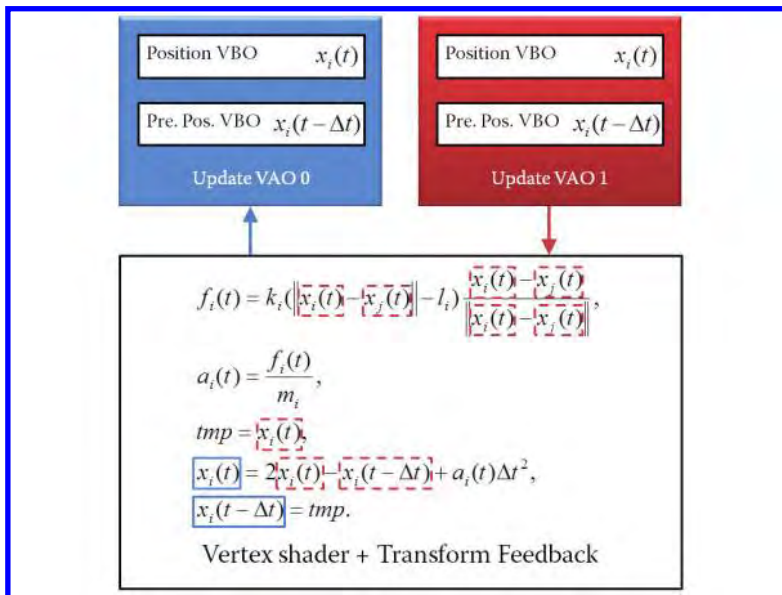 Position VBO x_i(t)
Pre. Pos. VBO x_i(t − Δt)
Update VAO 0
Position VBO x_i(t)
Pre. Pos. VBO x_i(t − Δt)
Update VAO 1
f_i(t) = k_i(‖x_i(t) − x_j(t)‖ − l_i) (x_i(t) − x_j(t)) / ‖x_i(t) − x_j(t)‖,
a_i(t) = f_i(t) / m_i,
tmp = x_i(t),
x_i(t) = 2x_i(t) − x_i(t − Δt) + a_i(t)Δt²,
x_i(t − Δt) = tmp.
Vertex shader + Transform Feedback